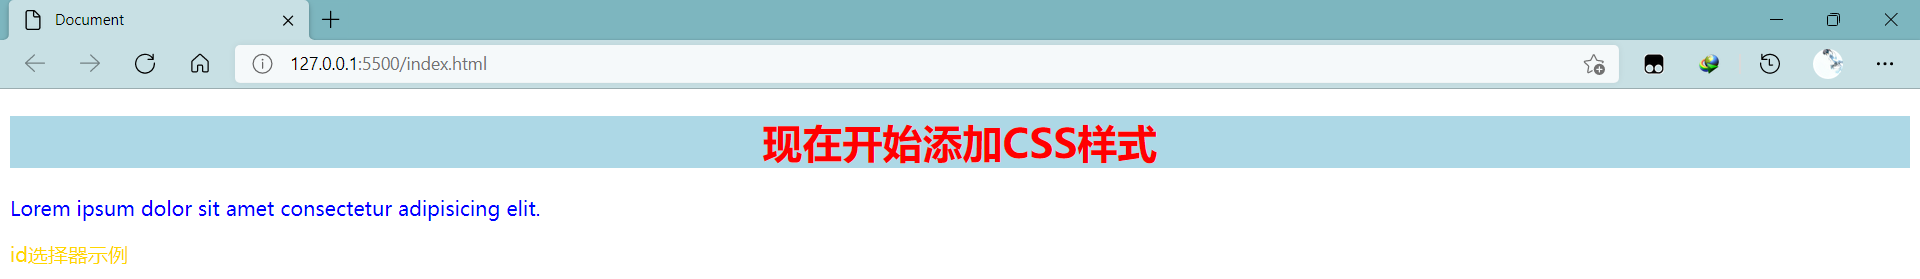 Document
127.0.0.1:5500/index.html
现在开始添加CSS样式
Lorem ipsum dolor sit amet consectetur adipisicing elit.
id选择器示例